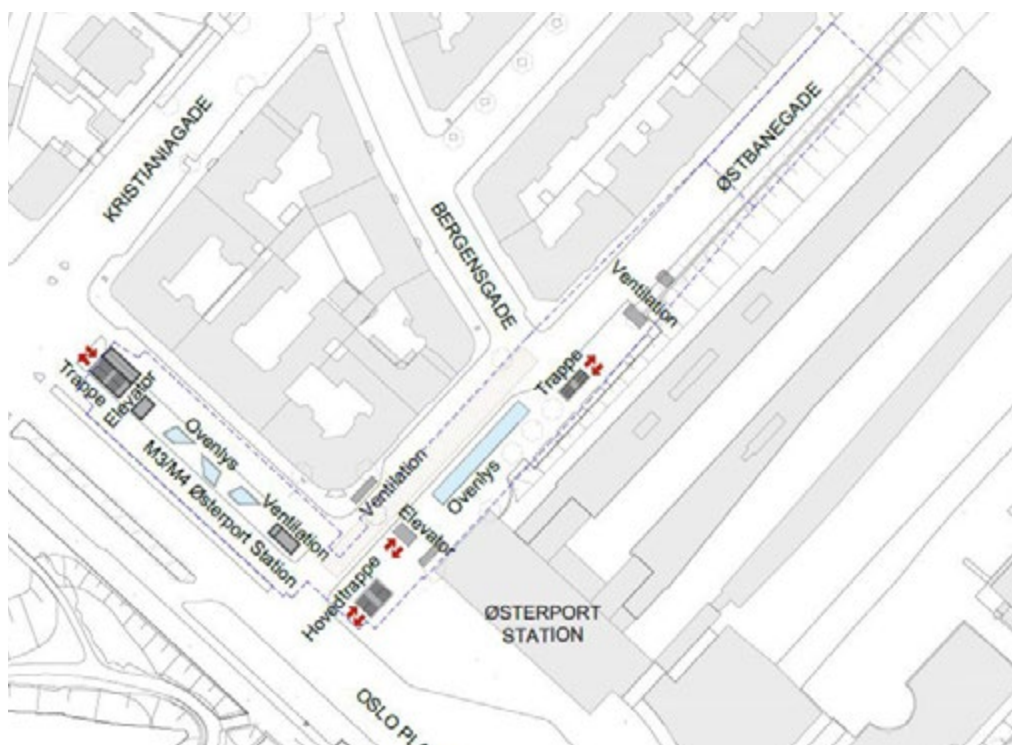 KRISTIANIAGADE
BERGENSGADE
ØSTBANEGADE
Ventilation
Trappe
Trappe
Elevator
Ovenlys
M3/M4 Østerport Station
Ventilation
Ventilation
Ovenlys
Elevator
Hovedtrappe
ØSTERPORT
STATION
OSLO